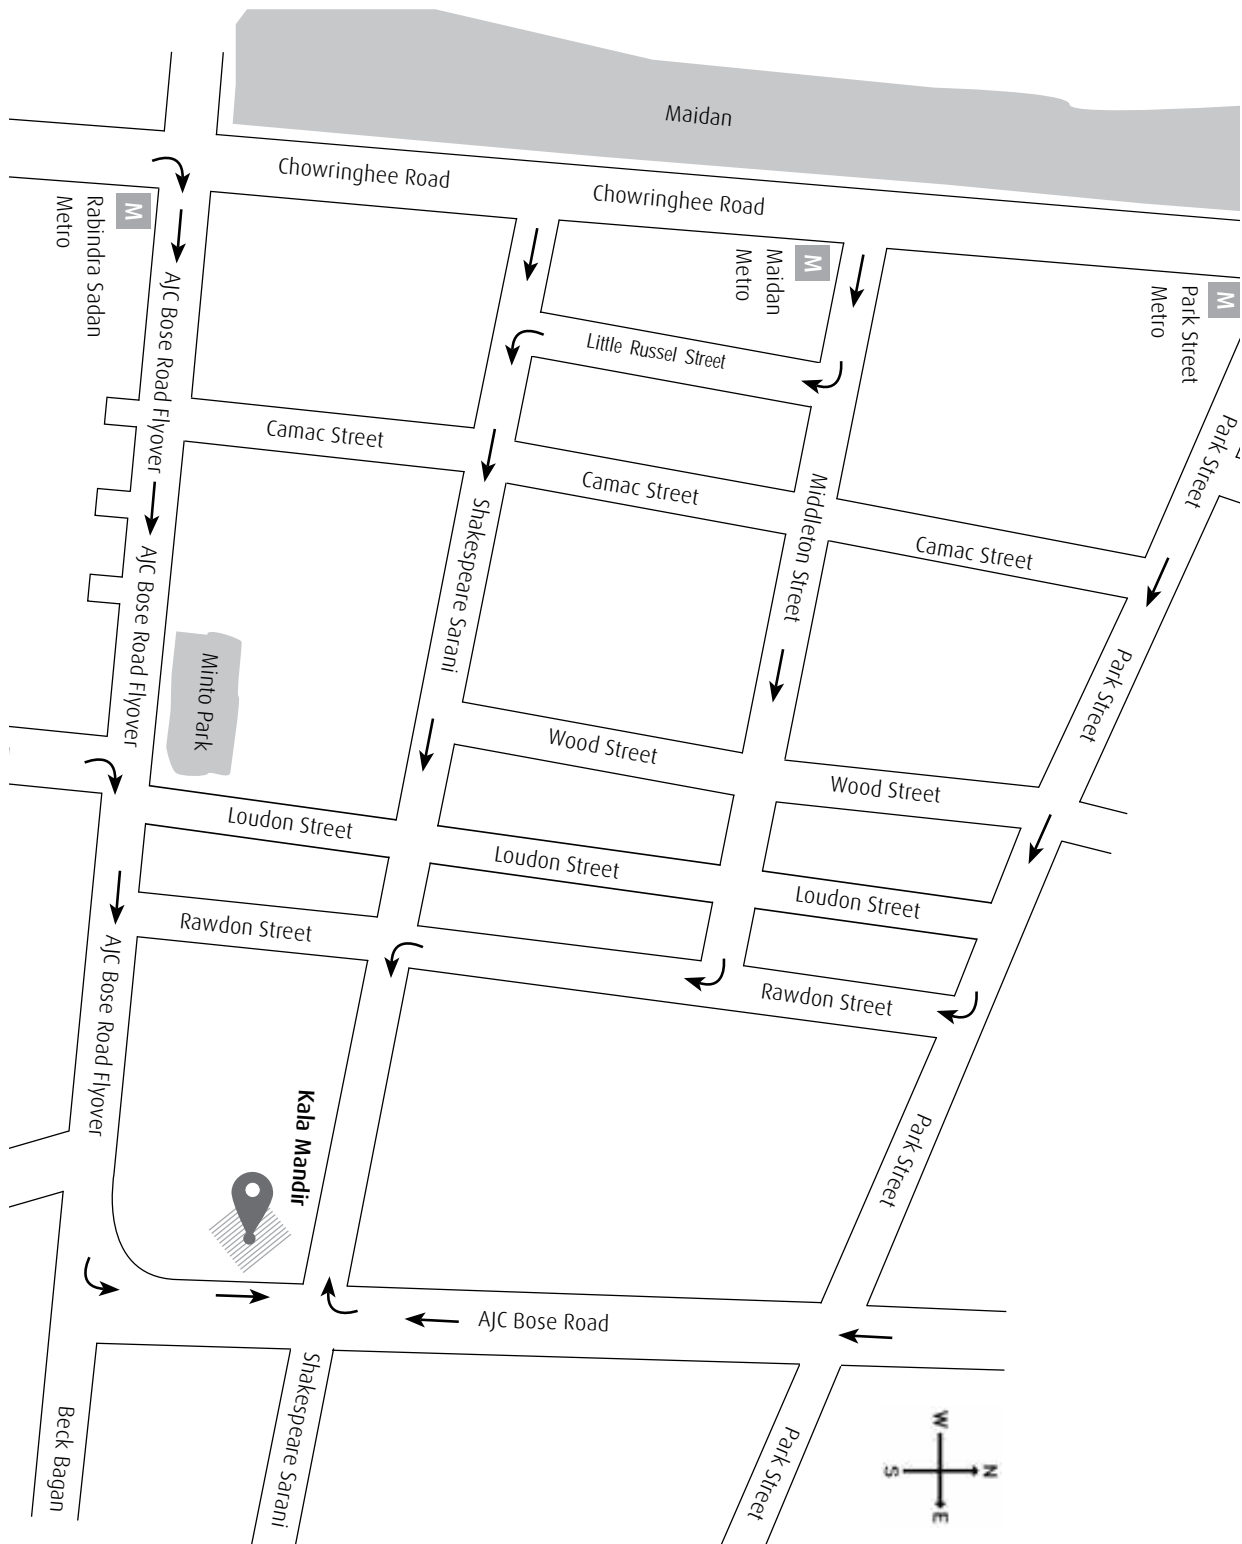 Maidan
Chowringhee Road
Chowringhee Road
M
Rabindra Sadan
Metro
M
Maidan
Metro
M
Park Street
Metro
AJC Bose Road Flyover
Little Russel Street
Camac Street
Camac Street
Camac Street
Park Street
Shakespeare Sarani
Middleton Street
AJC Bose Road Flyover
Minto Park
Park Street
Wood Street
Wood Street
Loudon Street
Loudon Street
Loudon Street
Rawdon Street
Rawdon Street
AJC Bose Road Flyover
Kala Mandir
Park Street
AJC Bose Road
Beck Bagan
Shakespeare Sarani
Park Street
W
N
S
E